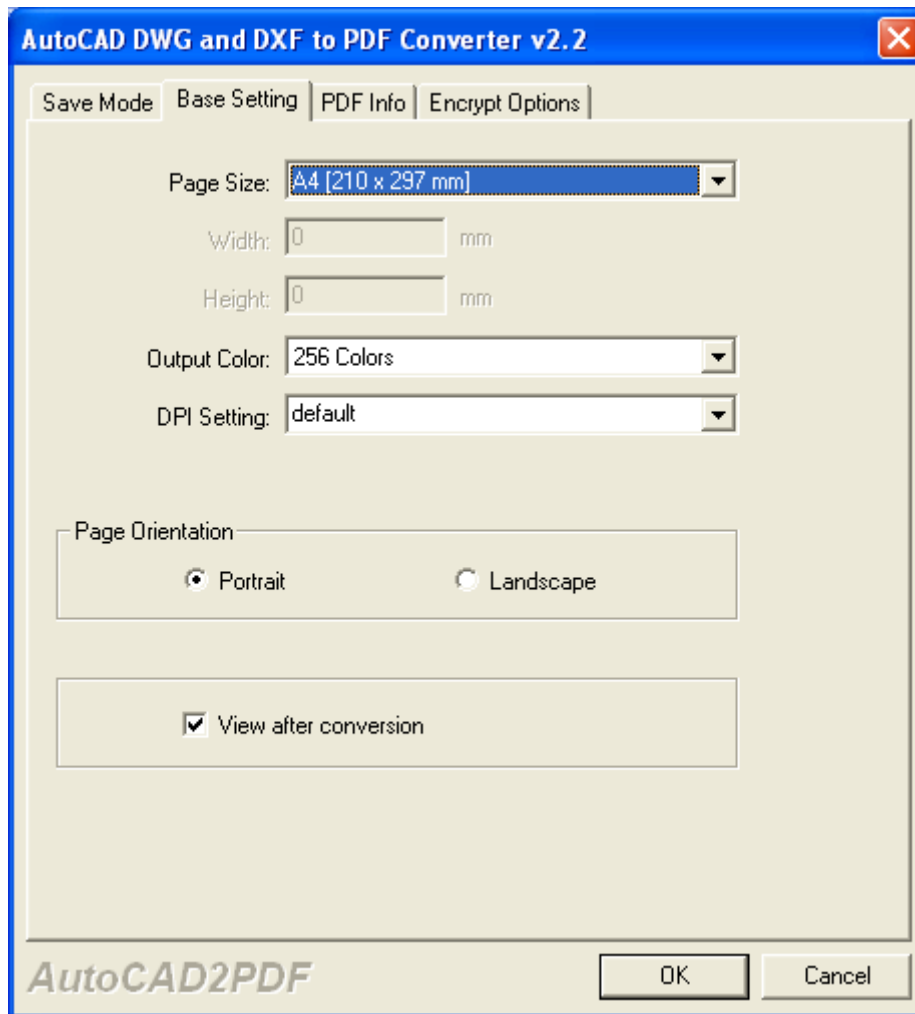 AutoCAD DWG and DXF to PDF Converter v2.2
Save Mode Base Setting PDF Info Encrypt Options
Page Size: A4 [210 x 297 mm]
Width: 0 mm
Height: 0 mm
Output Color: 256 Colors
DPI Setting: default
Page Orientation
Portrait Landscape
View after conversion
AutoCAD2PDF OK Cancel